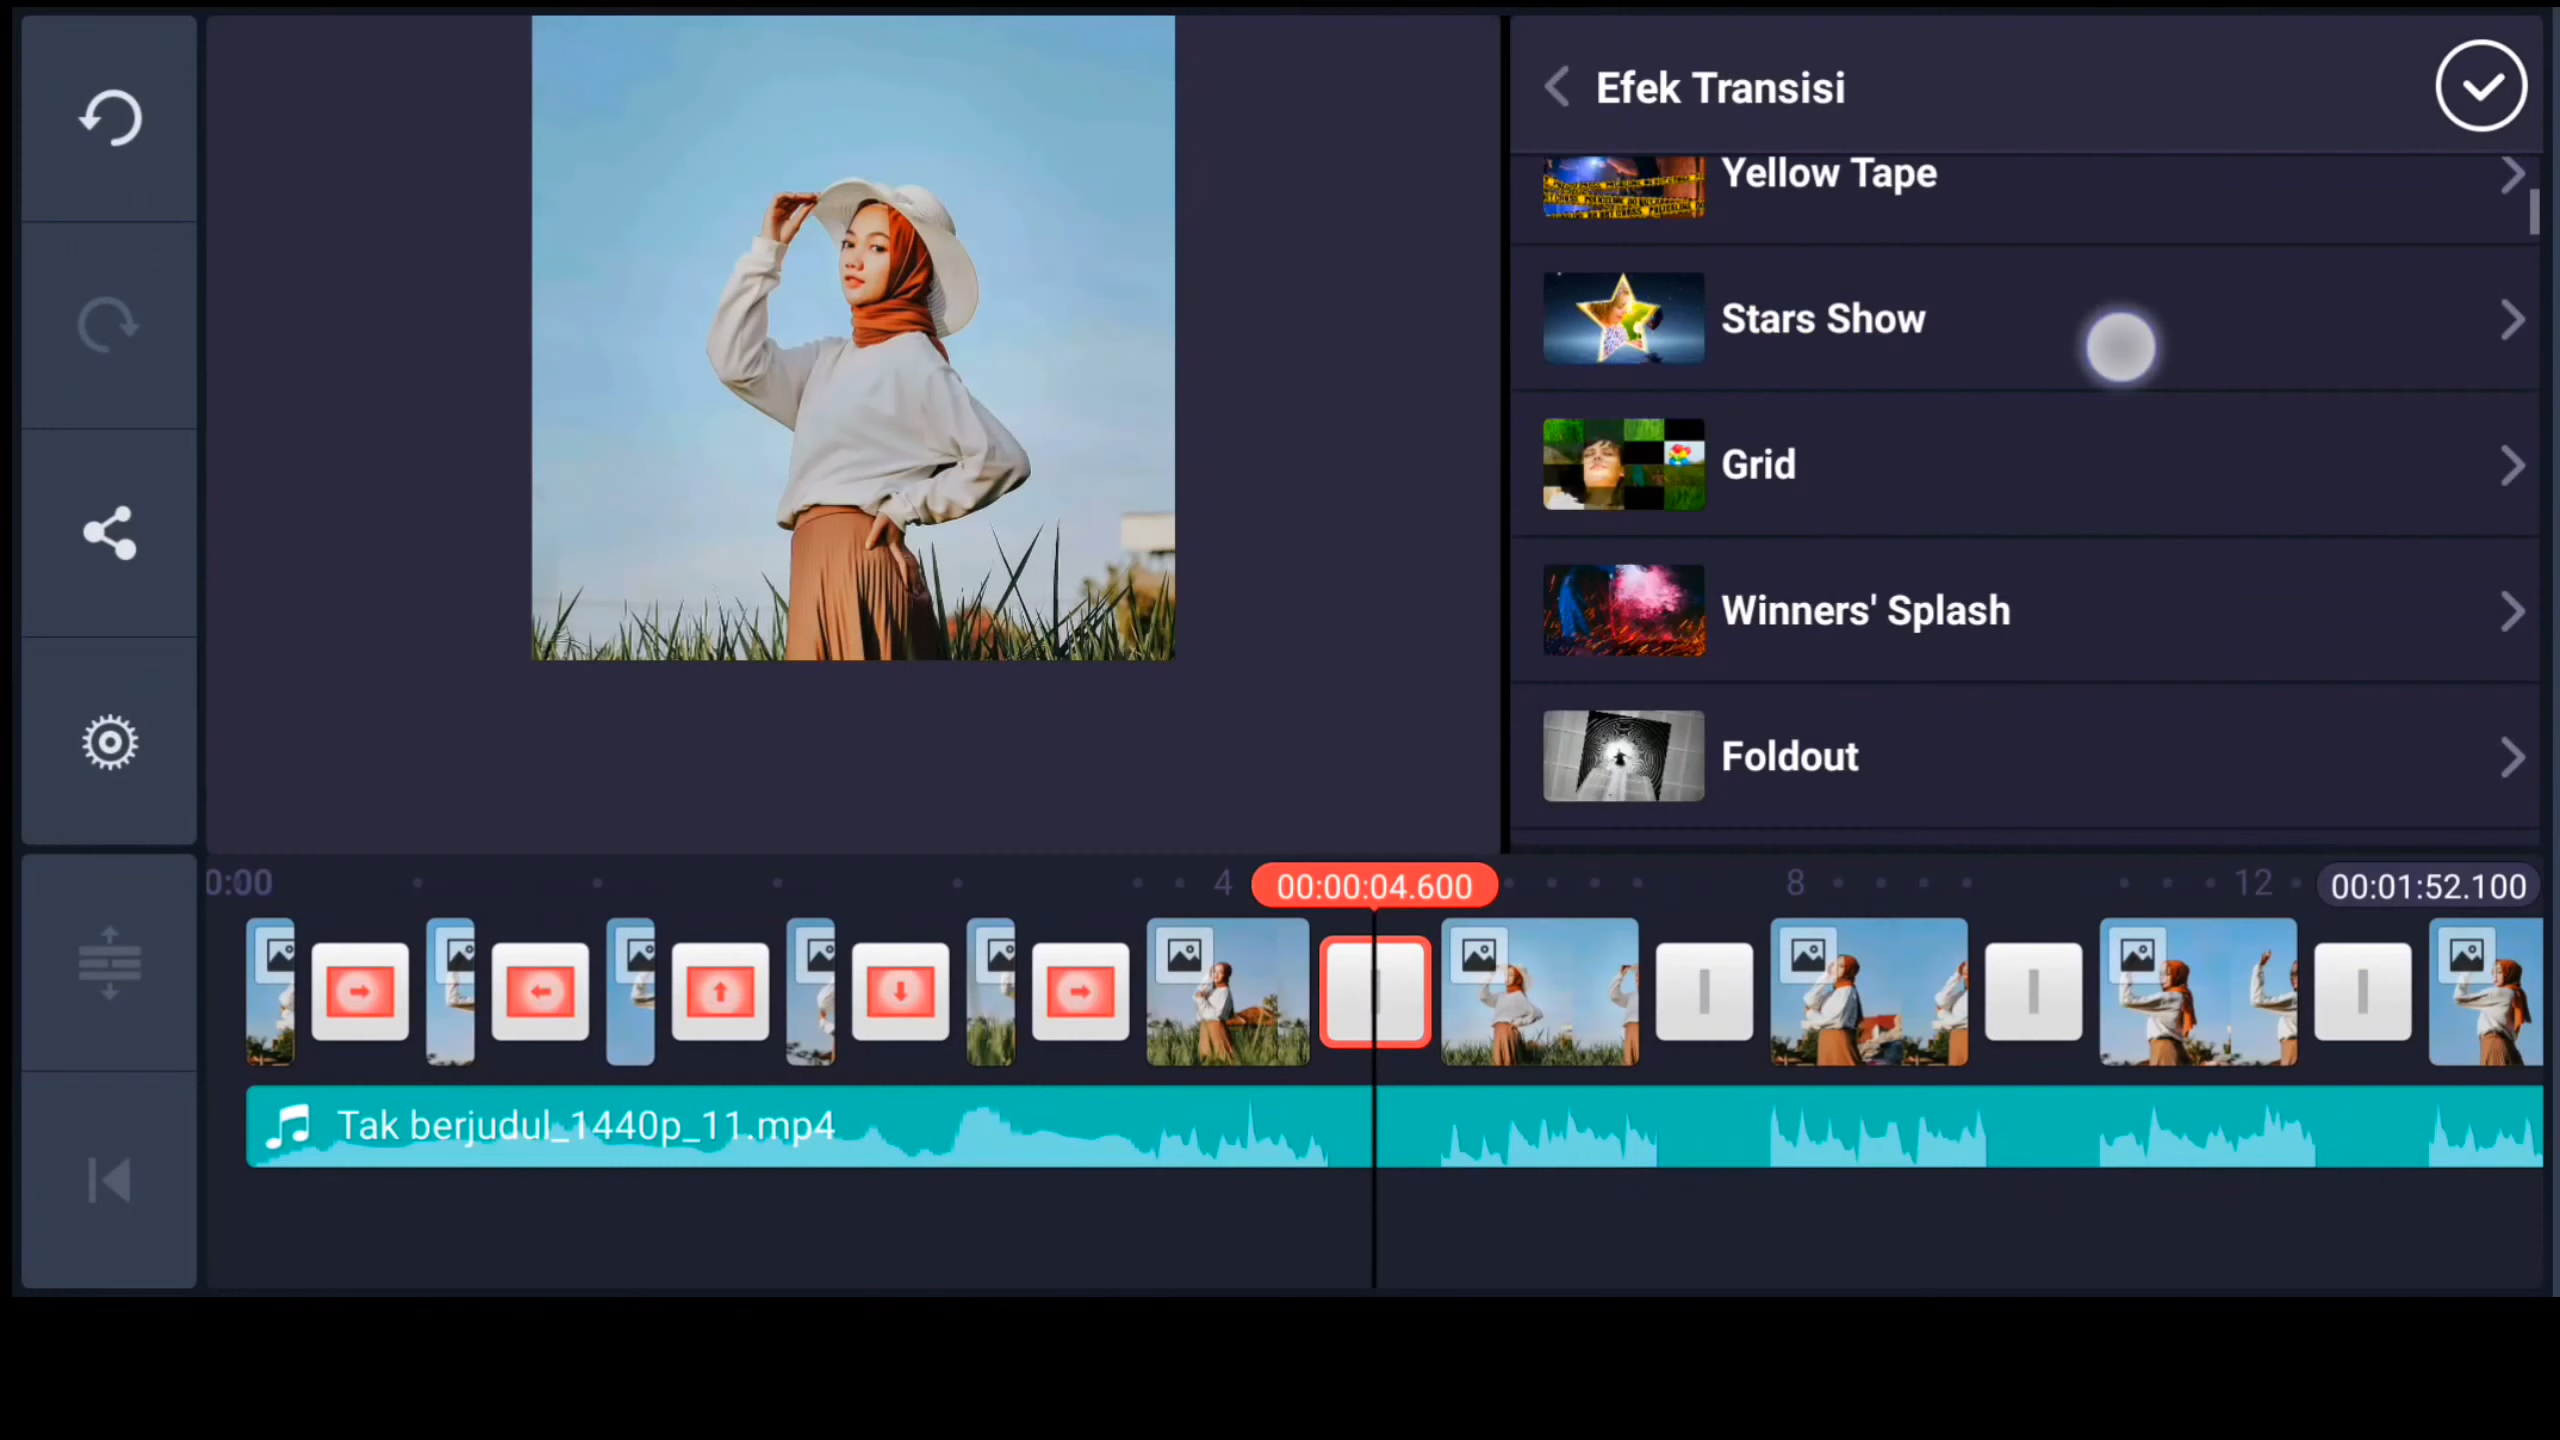 Efek Transisi
Yellow Tape
Stars Show
Grid
Winners' Splash
Foldout
0:00
4
00:00:04.600
8
12
00:01:52.100
Tak berjudul_1440p_11.mp4